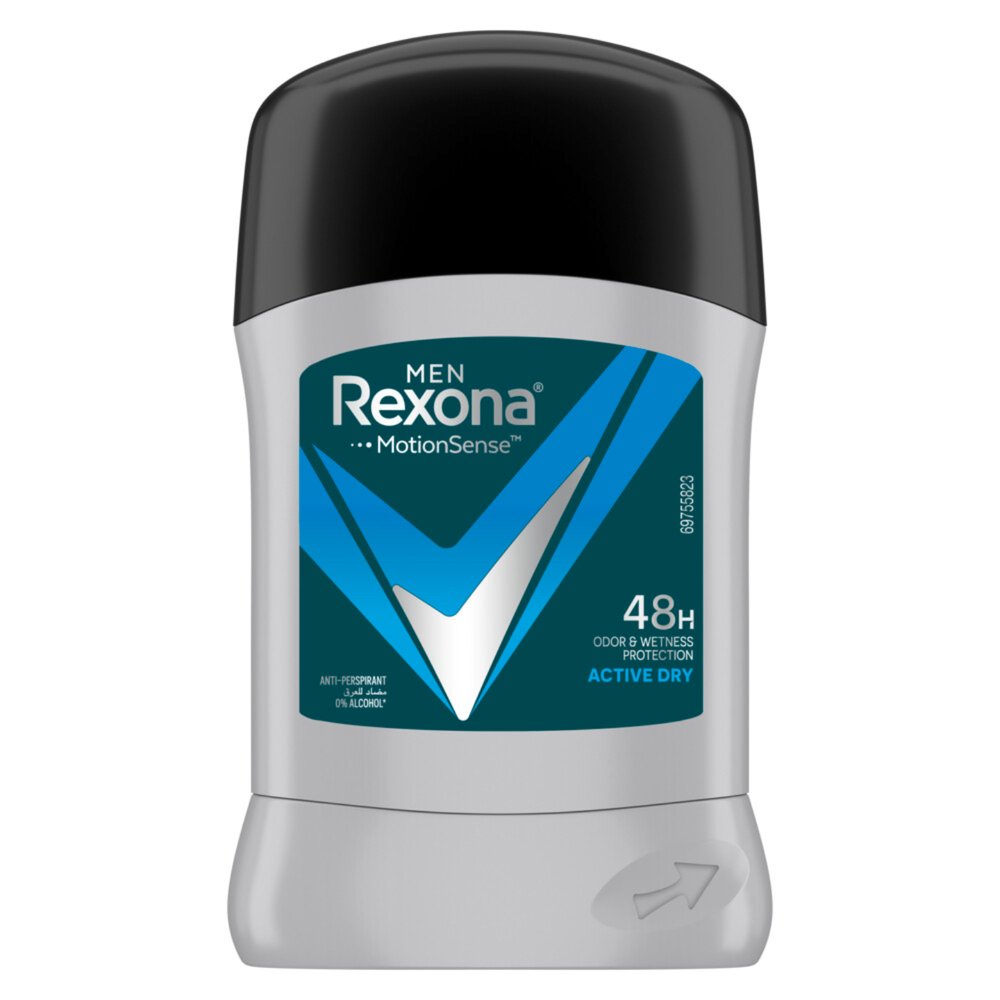 MEN
Rexona®
MotionSense™
69755823
48H
ODOR & WETNESS
PROTECTION
ACTIVE DRY
ANTI-PERSPIRANT
مضاد للعرق
0% ALCOHOL*